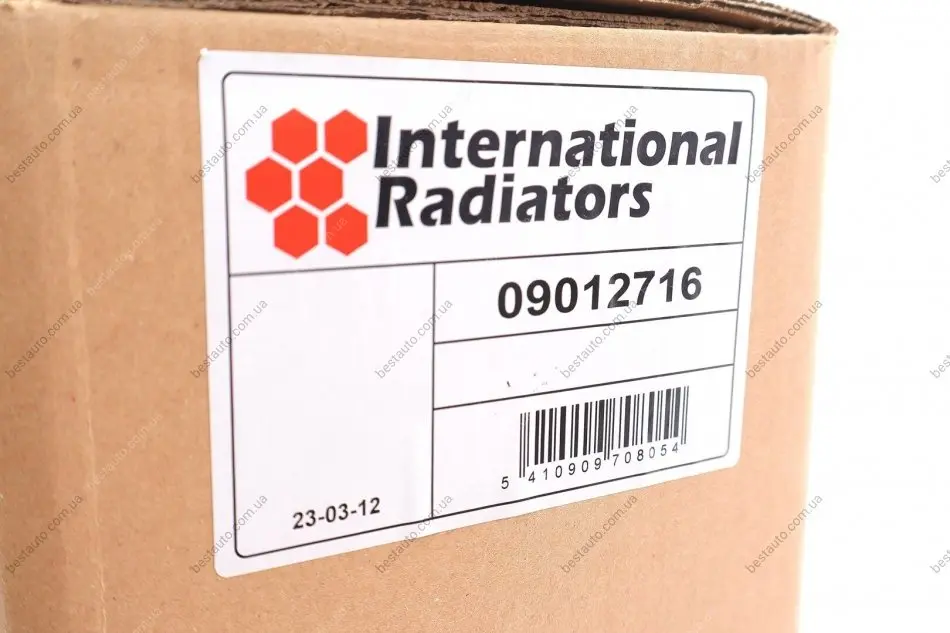 International
Radiators
09012716
5 410909 708054
23-03-12
bestauto.com.ua